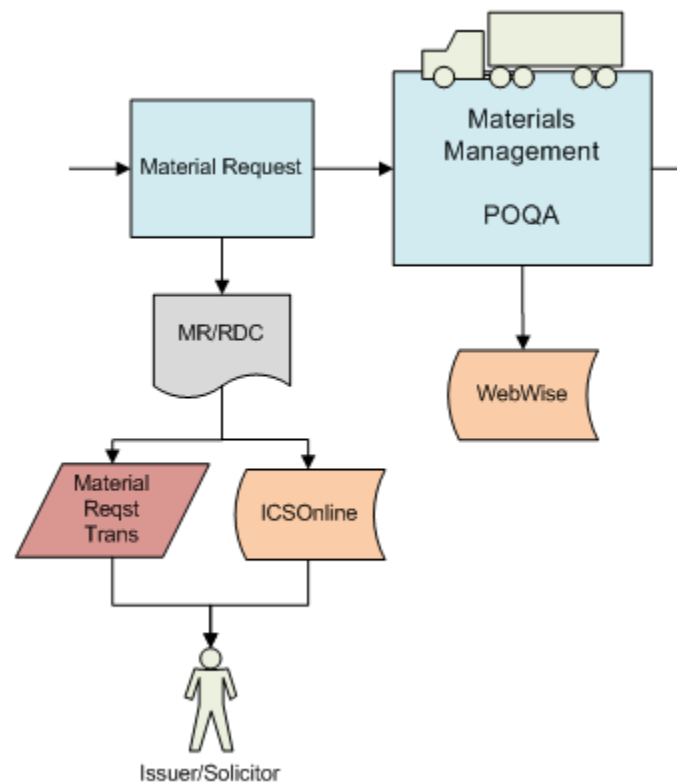 Material Request
Materials
Management
POQA
MR/RDC
WebWise
Material
Reqst
Trans
ICSOnline
Issuer/Solicitor